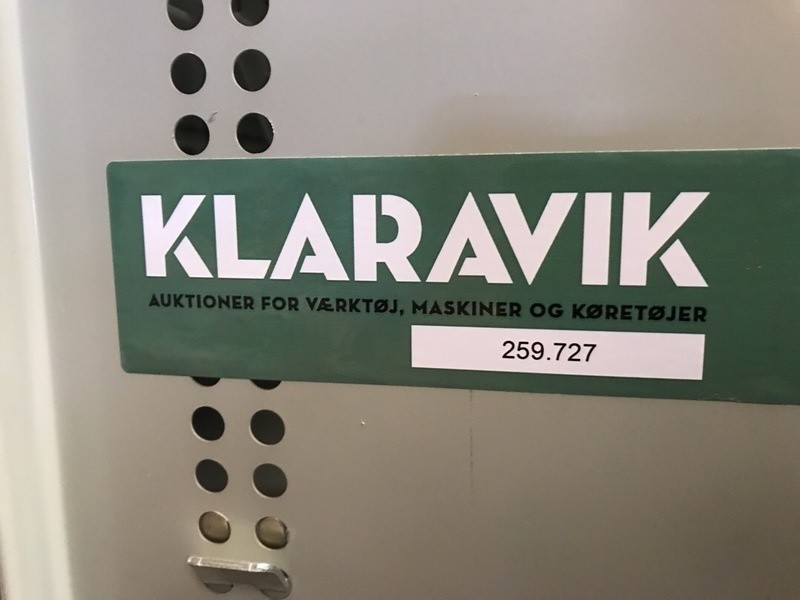 KLARAVIK
AUKTIONER FOR VÆRKTØJ, MASKINER OG KØRETØJER
259.727